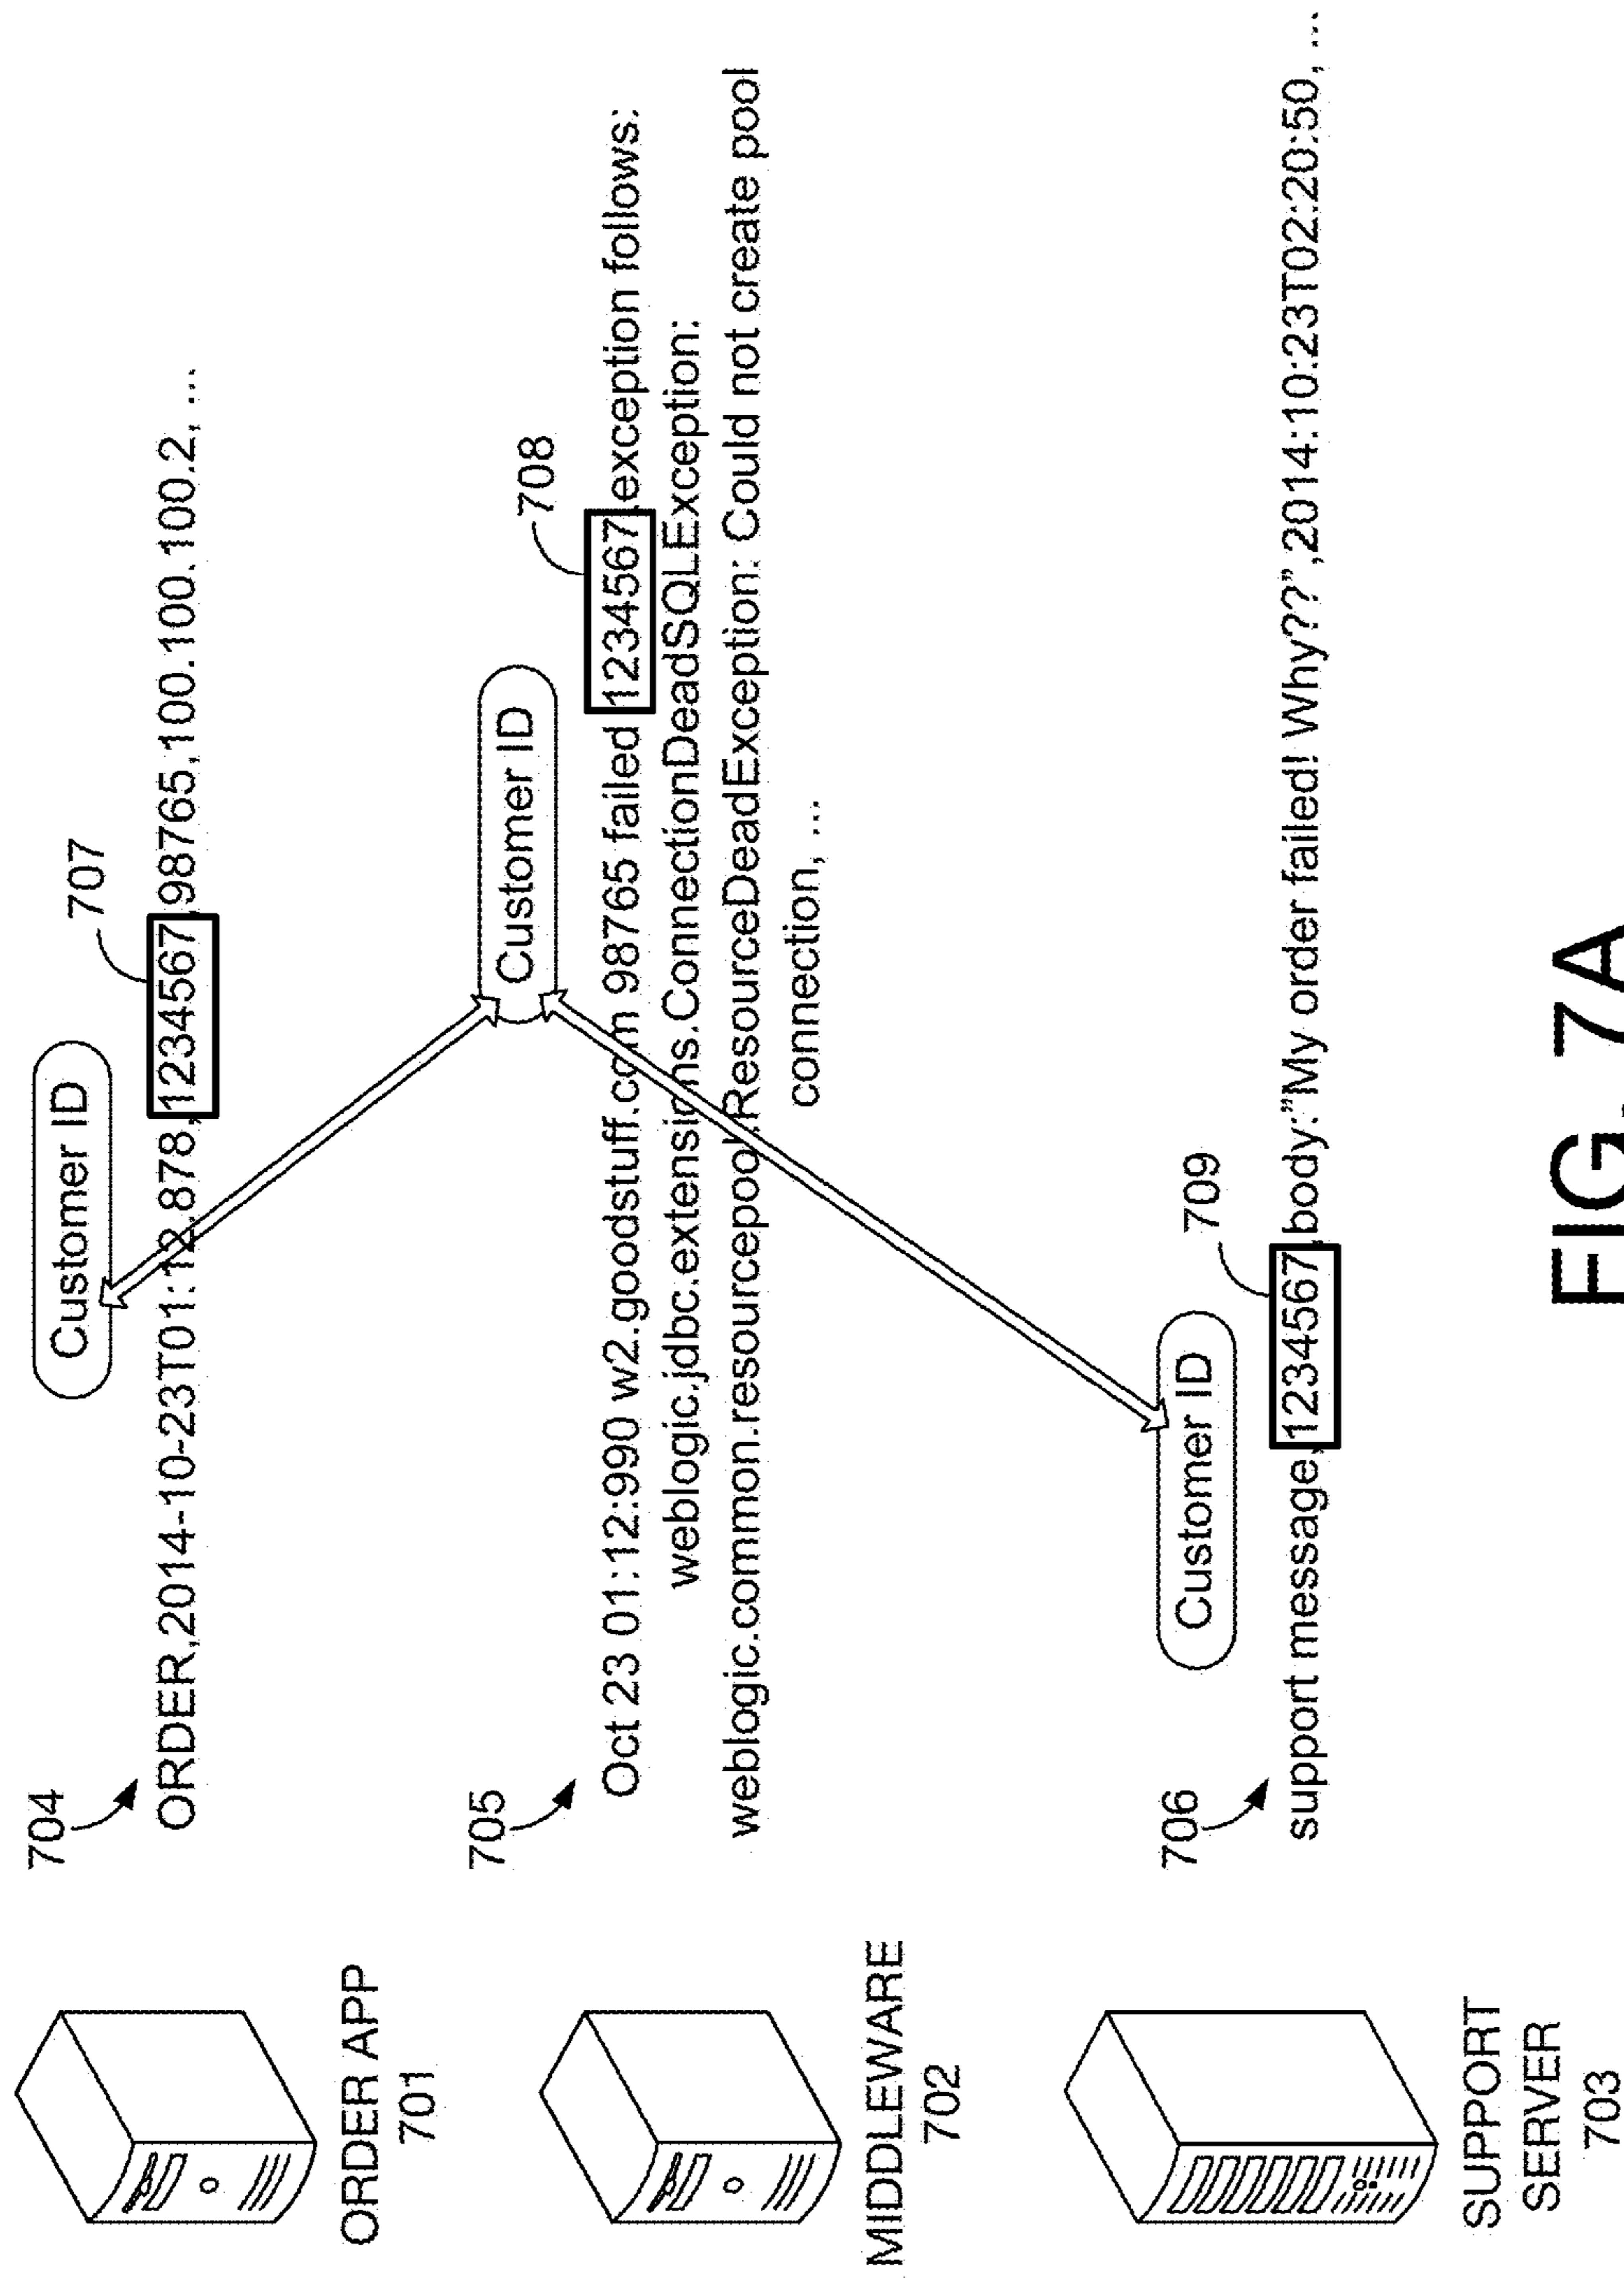 704
Customer ID
707
ORDER,2014-10-23T01:12.878,1234567,98765,100.100.100.2, ...
ORDER APP
701
705
Customer ID
708
Oct 23 01:12:990 w2.goodstuff.com 98765 failed 1234567,exception follows:
weblogic.jdbc.extensions.ConnectionDeadSQLException:
weblogic.common.resourcepool.ResourceDeadException: Could not create pool
connection, ...
MIDDLEWARE
702
706
Customer ID
709
support message,1234567,body:”My order failed! Why??”,2014:10:23T02:20:50, ...
SUPPORT
SERVER
703
FIG. 7A